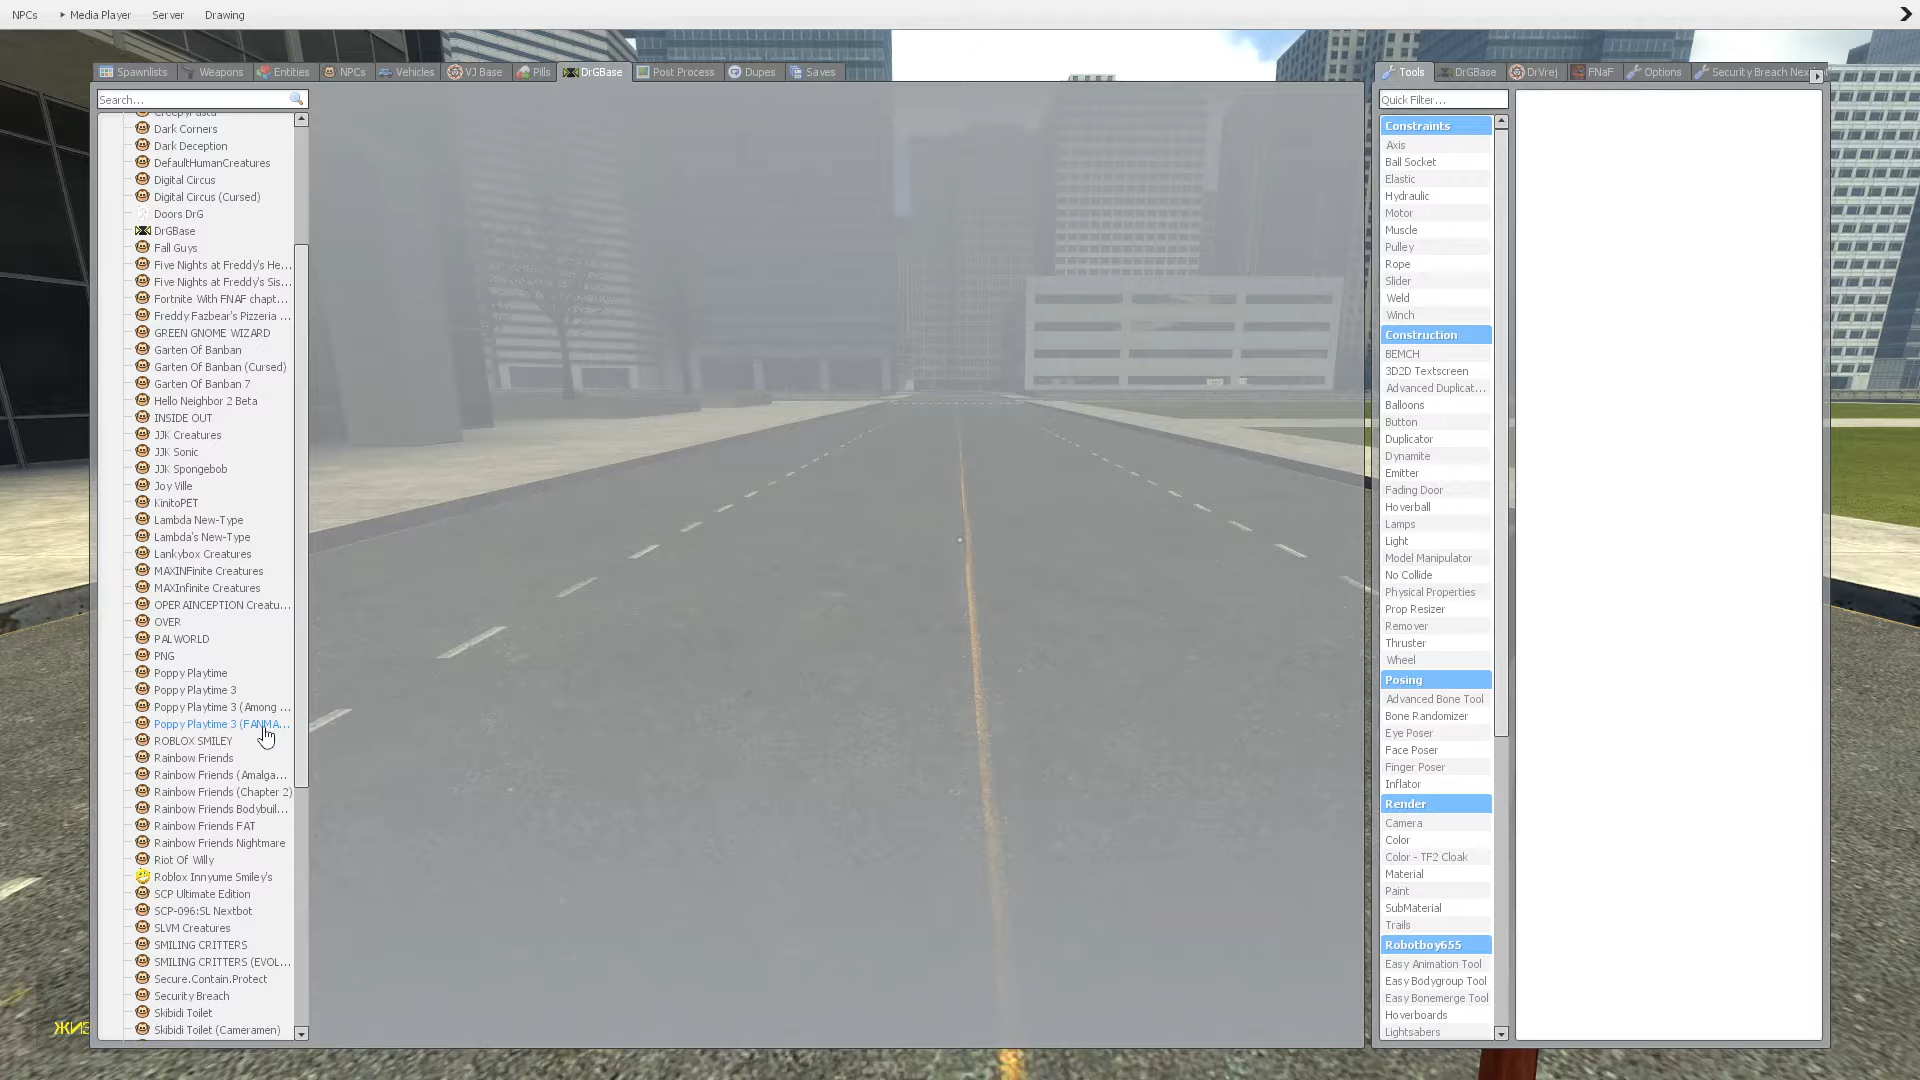 NPCs
Media Player
Server
Drawing
Spawnlists
Weapons
Entities
NPCs
Vehicles
VJ Base
Pills
DrGBase
Post Process
Dupes
Saves
Tools
DrGBase
DrVrej
FNaF
Options
Security Breach Nex
Search...
CreepyPasta
Dark Corners
Dark Deception
DefaultHumanCreatures
Digital Circus
Digital Circus (Cursed)
Doors DrG
DrGBase
Fall Guys
Five Nights at Freddy's He...
Five Nights at Freddy's Sis...
Fortnite With FNAF chapt...
Freddy Fazbear's Pizzeria ...
GREEN GNOME WIZARD
Garten Of Banban
Garten Of Banban (Cursed)
Garten Of Banban 7
Hello Neighbor 2 Beta
INSIDE OUT
JJK Creatures
JJK Sonic
JJK Spongebob
Joy Ville
KinitoPET
Lambda New-Type
Lambda's New-Type
Lankybox Creatures
MAXINFinite Creatures
MAXInfinite Creatures
OPERAINCEPTION Creatu...
OVER
PALWORLD
PNG
Poppy Playtime
Poppy Playtime 3
Poppy Playtime 3 (Among ...
Poppy Playtime 3 (FANMA...
ROBLOX SMILEY
Rainbow Friends
Rainbow Friends (Amalga...
Rainbow Friends (Chapter 2)
Rainbow Friends Bodybuil...
Rainbow Friends FAT
Rainbow Friends Nightmare
Riot Of Willy
Roblox Innyume Smiley's
SCP Ultimate Edition
SCP-096:SL Nextbot
SLVM Creatures
SMILING CRITTERS
SMILING CRITTERS (EVOL...
Secure.Contain.Protect
Security Breach
Skibidi Toilet
Skibidi Toilet (Cameramen)
ЖИЗ
Quick Filter...
Constraints
Axis
Ball Socket
Elastic
Hydraulic
Motor
Muscle
Pulley
Rope
Slider
Weld
Winch
Construction
BEMCH
3D2D Textscreen
Advanced Duplicat...
Balloons
Button
Duplicator
Dynamite
Emitter
Fading Door
Hoverball
Lamps
Light
Model Manipulator
No Collide
Physical Properties
Prop Resizer
Remover
Thruster
Wheel
Posing
Advanced Bone Tool
Bone Randomizer
Eye Poser
Face Poser
Finger Poser
Inflator
Render
Camera
Color
Color - TF2 Cloak
Material
Paint
SubMaterial
Trails
Robotboy655
Easy Animation Tool
Easy Bodygroup Tool
Easy Bonemerge Tool
Hoverboards
Lightsabers